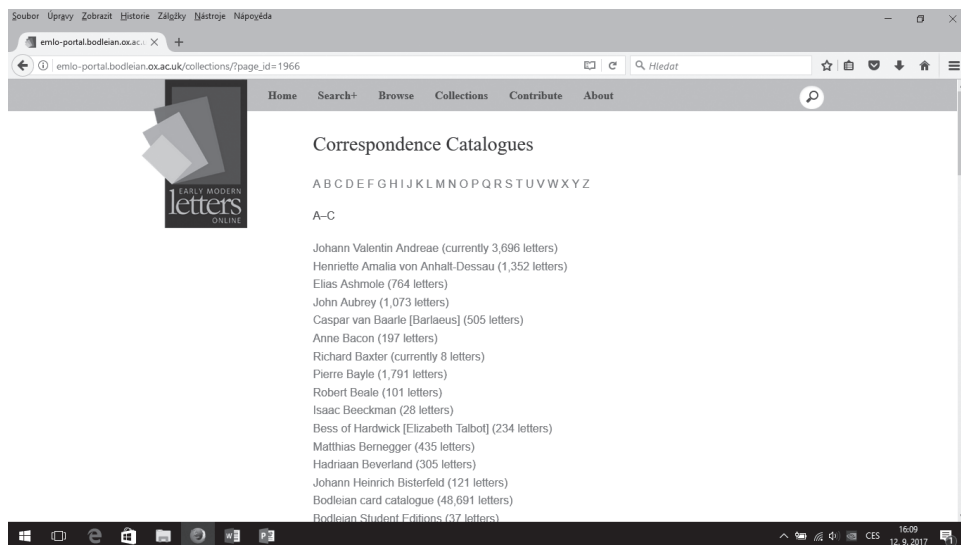 Soubor Úpravy Zobrazit Historie Záložky Nástroje Nápověda
emlo-portal.bodleian.ox.ac.u
emlo-portal.bodleian.ox.ac.uk/collections/?page_id=1966
Hledat
Home Search+ Browse Collections Contribute About
EARLY MODERN
letters
ONLINE
Correspondence Catalogues
A B C D E F G H I J K L M N O P Q R S T U V W X Y Z
A–C
Johann Valentin Andreae (currently 3,696 letters)
Henriette Amalia von Anhalt-Dessau (1,352 letters)
Elias Ashmole (764 letters)
John Aubrey (1,073 letters)
Caspar van Baarle [Barlaeus] (505 letters)
Anne Bacon (197 letters)
Richard Baxter (currently 8 letters)
Pierre Bayle (1,791 letters)
Robert Beale (101 letters)
Isaac Beeckman (28 letters)
Bess of Hardwick [Elizabeth Talbot] (234 letters)
Matthias Bernegger (435 letters)
Hadriaan Beverland (305 letters)
Johann Heinrich Bisterfeld (121 letters)
Bodleian card catalogue (48,691 letters)
Bodleian Student Editions (37 letters)
CES
16:09
12. 9. 2017